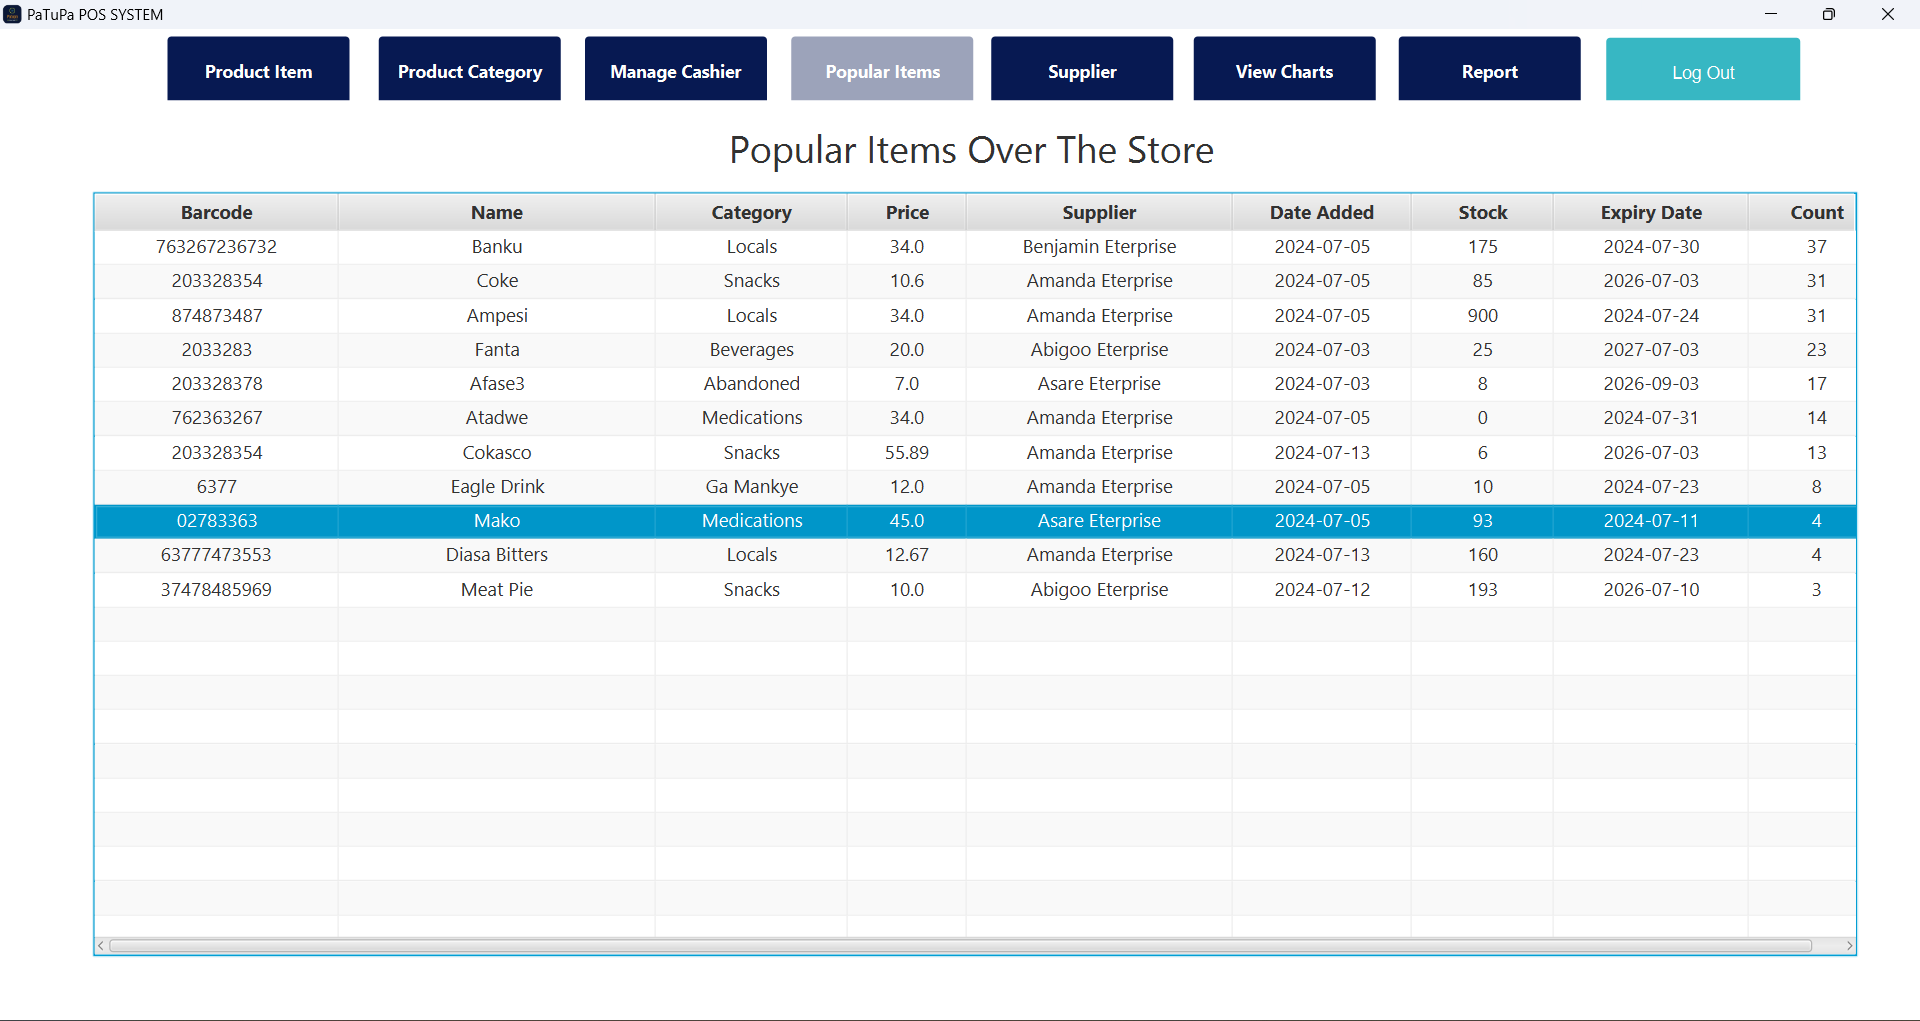 PaTuPa POS SYSTEM
Product Item Product Category Manage Cashier Popular Items Supplier View Charts Report Log Out
Popular Items Over The Store
Barcode Name Category Price Supplier Date Added Stock Expiry Date Count
763267236732 Banku Locals 34.0 Benjamin Eterprise 2024-07-05 175 2024-07-30 37
203328354 Coke Snacks 10.6 Amanda Eterprise 2024-07-05 85 2026-07-03 31
874873487 Ampesi Locals 34.0 Amanda Eterprise 2024-07-05 900 2024-07-24 31
2033283 Fanta Beverages 20.0 Abigoo Eterprise 2024-07-03 25 2027-07-03 23
203328378 Afase3 Abandoned 7.0 Asare Eterprise 2024-07-03 8 2026-09-03 17
762363267 Atadwe Medications 34.0 Amanda Eterprise 2024-07-05 0 2024-07-31 14
203328354 Cokasco Snacks 55.89 Amanda Eterprise 2024-07-13 6 2026-07-03 13
6377 Eagle Drink Ga Mankye 12.0 Amanda Eterprise 2024-07-05 10 2024-07-23 8
02783363 Mako Medications 45.0 Asare Eterprise 2024-07-05 93 2024-07-11 4
63777473553 Diasa Bitters Locals 12.67 Amanda Eterprise 2024-07-13 160 2024-07-23 4
37478485969 Meat Pie Snacks 10.0 Abigoo Eterprise 2024-07-12 193 2026-07-10 3